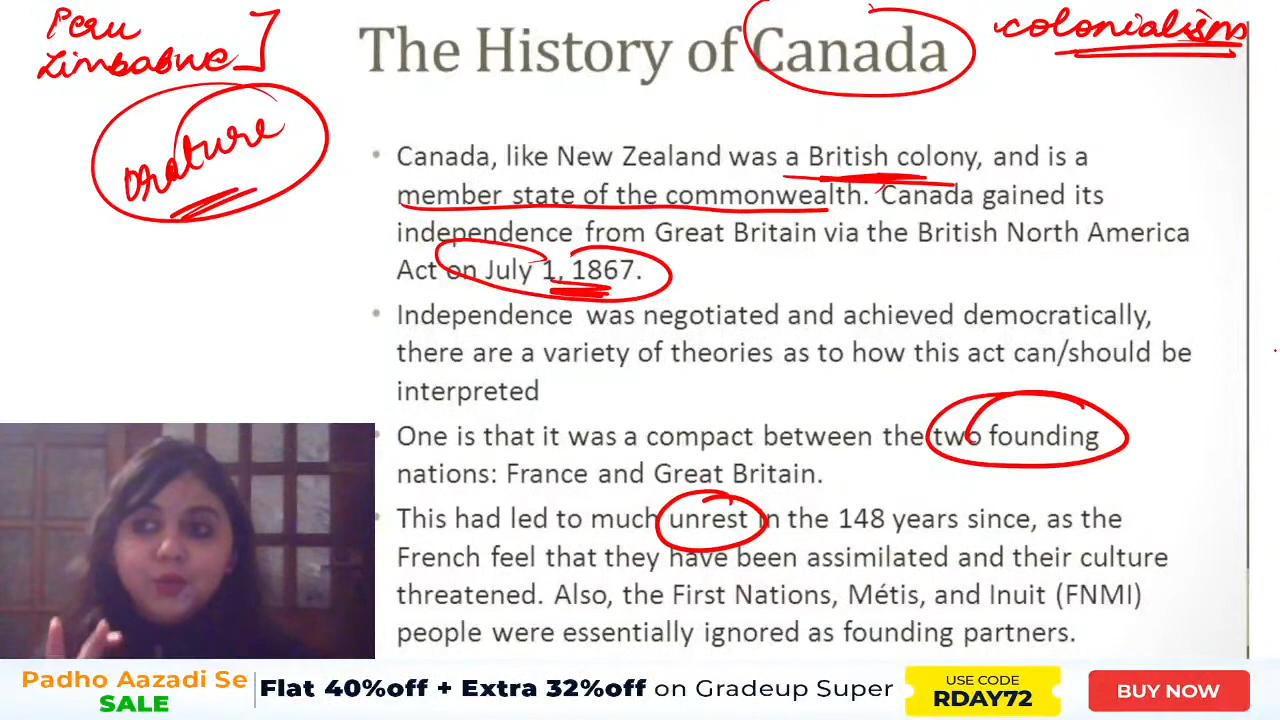 Peru
Zimbabwe
Orature
colonialism
The History of Canada
• Canada, like New Zealand was a British colony, and is a
member state of the commonwealth. Canada gained its
independence from Great Britain via the British North America
Act on July 1, 1867.
• Independence was negotiated and achieved democratically,
there are a variety of theories as to how this act can/should be
interpreted
• One is that it was a compact between the two founding
nations: France and Great Britain.
• This had led to much unrest in the 148 years since, as the
French feel that they have been assimilated and their culture
threatened. Also, the First Nations, Métis, and Inuit (FNMI)
people were essentially ignored as founding partners.
Padho Aazadi Se
SALE
Flat 40%off + Extra 32%off on Gradeup Super
USE CODE
RDAY72
BUY NOW